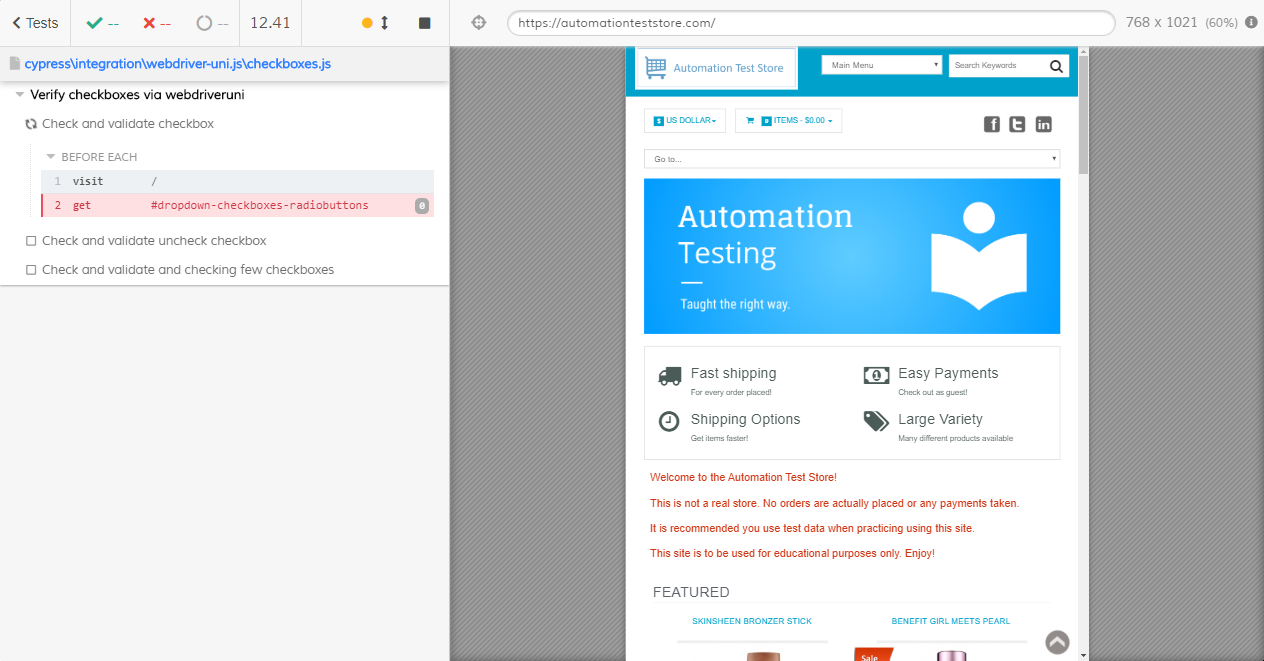 Tests -- -- -- 12.41
https://automationteststore.com/ 768 x 1021 (60%)
cypress\integration\webdriver-uni.js\checkboxes.js
Verify checkboxes via webdriveruni
Check and validate checkbox
BEFORE EACH
1 visit /
2 get #dropdown-checkboxes-radiobuttons 0
Check and validate uncheck checkbox
Check and validate and checking few checkboxes
Automation Test Store
Main Menu
Search Keywords
$ US DOLLAR
0 ITEMS - $0.00
Go to...
Automation
Testing
Taught the right way.
Fast shipping
For every order placed!
Easy Payments
Check out as guest!
Shipping Options
Get items faster!
Large Variety
Many different products available
Welcome to the Automation Test Store!
This is not a real store. No orders are actually placed or any payments taken.
It is recommended you use test data when practicing using this site.
This site is to be used for educational purposes only. Enjoy!
FEATURED
SKINSHEEN BRONZER STICK
BENEFIT GIRL MEETS PEARL
Sale